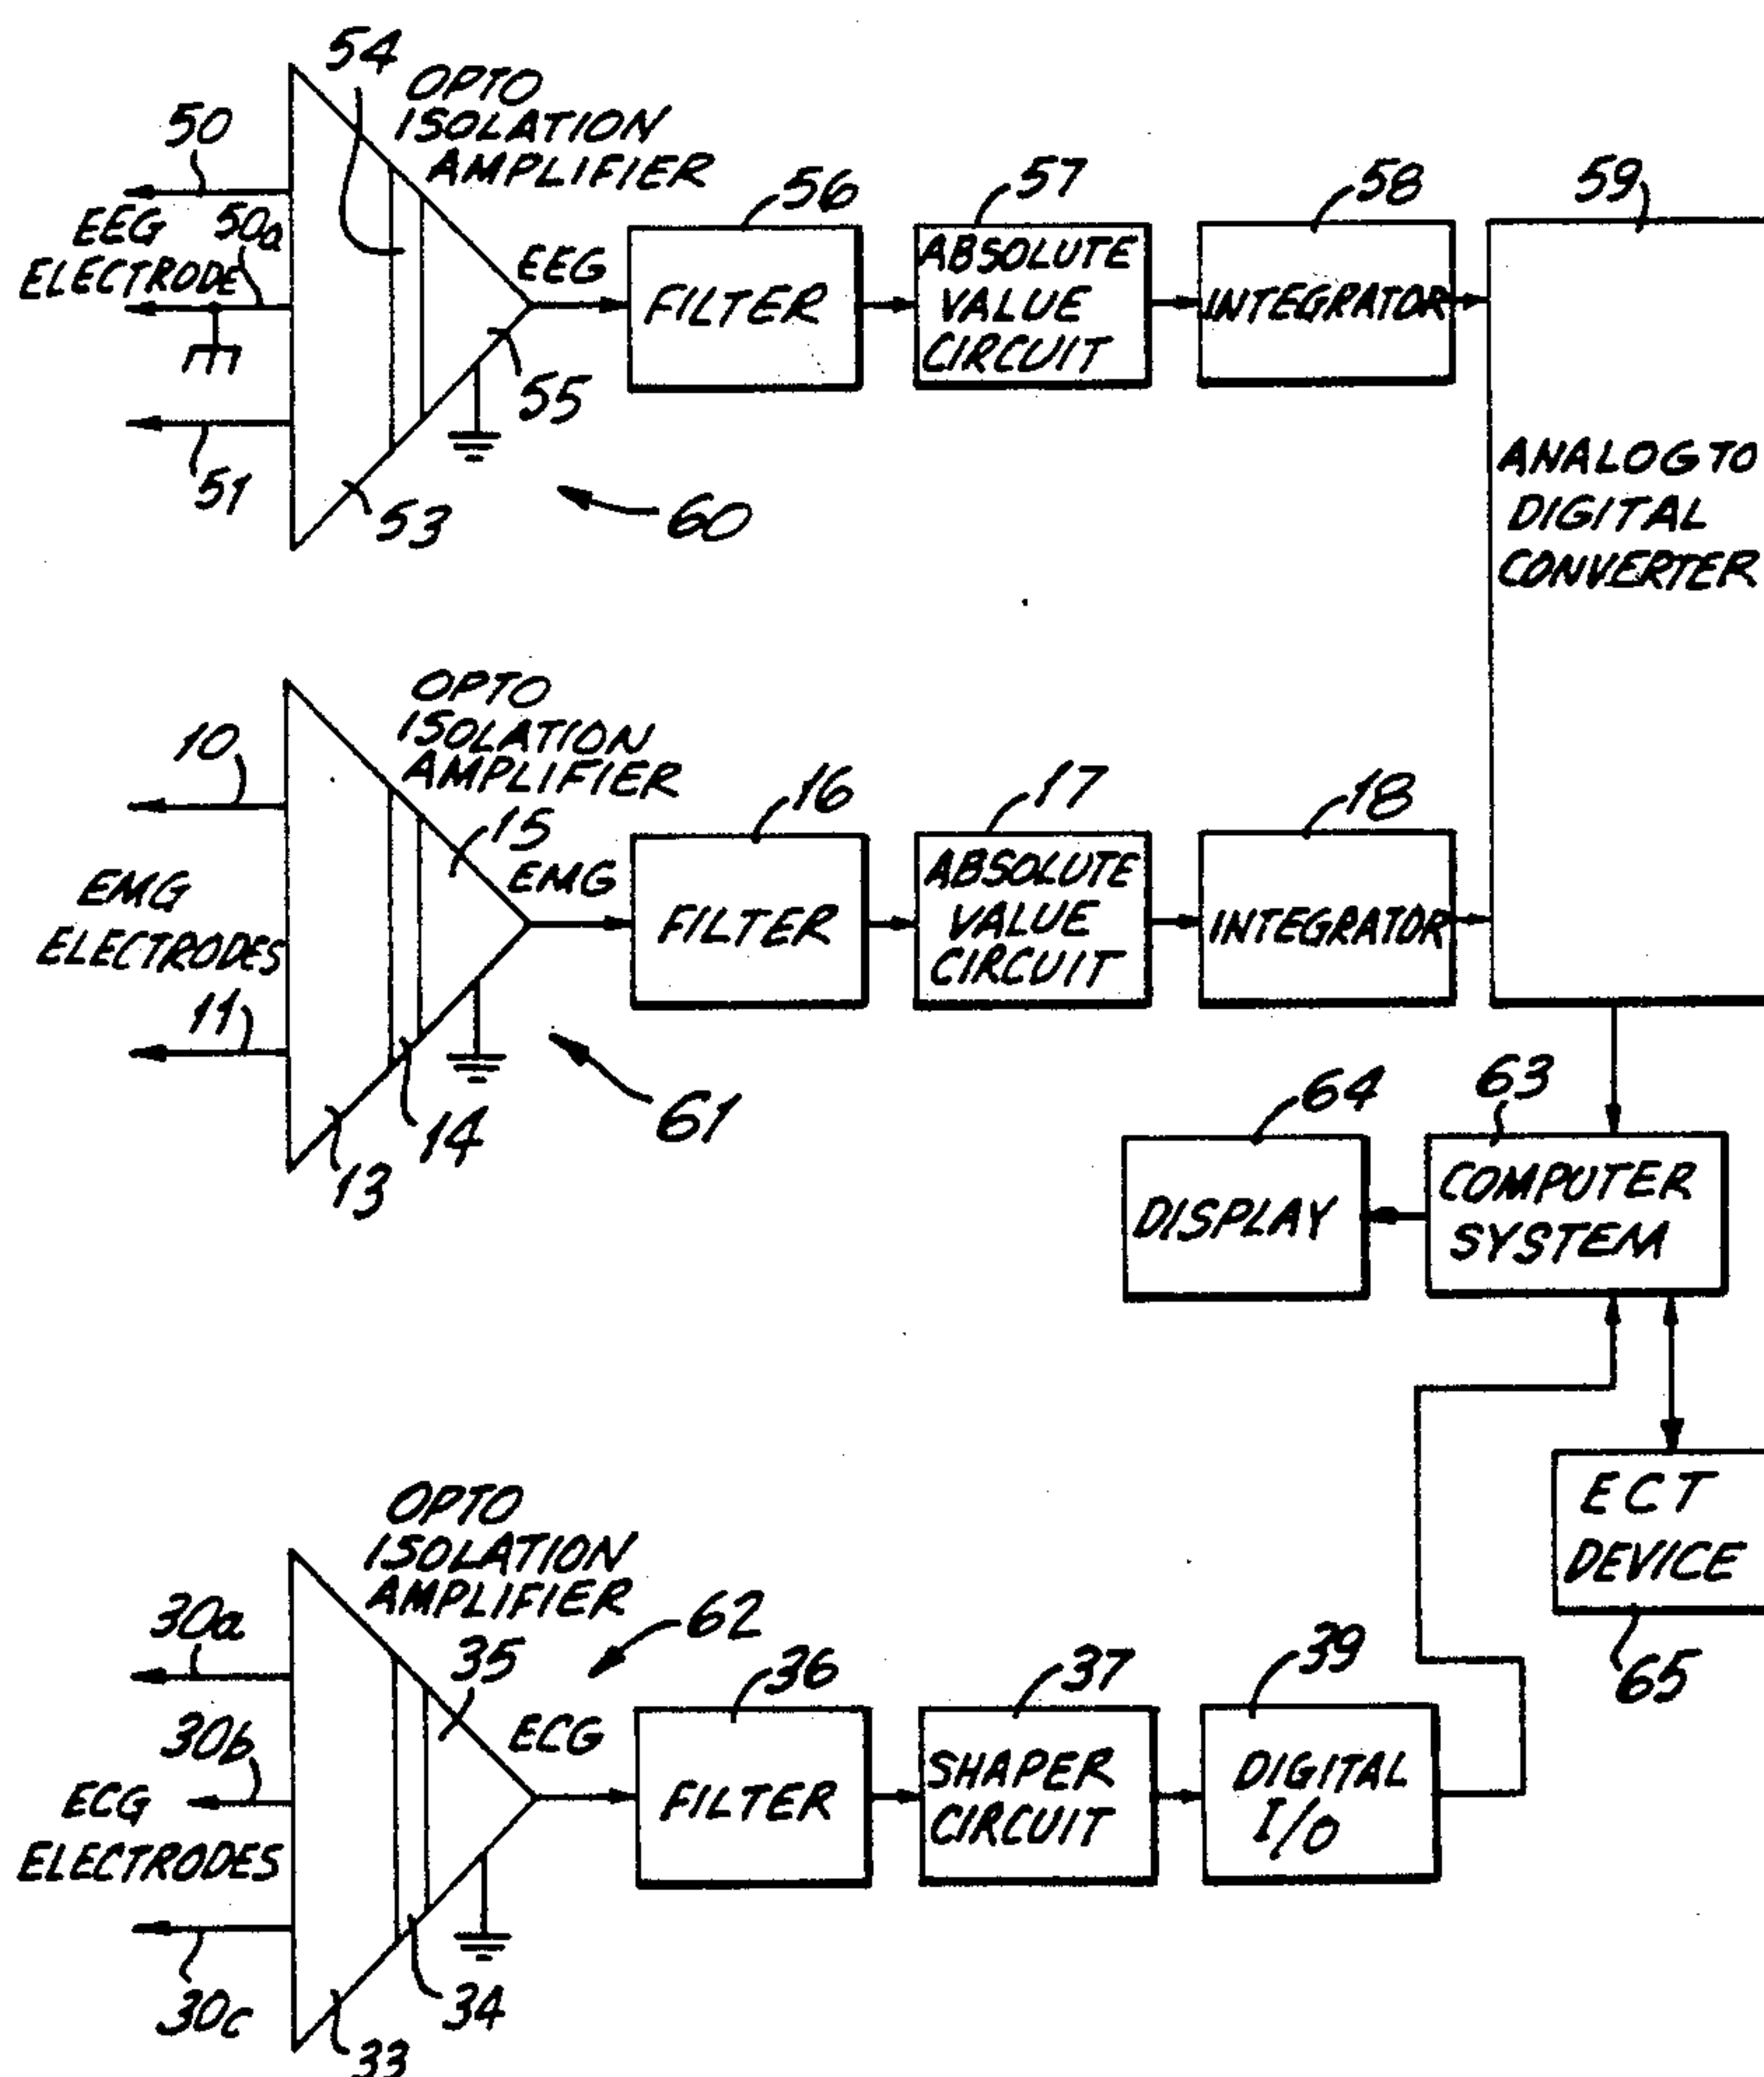 54
OPTO
ISOLATION
AMPLIFIER
50
EEG
50a
ELECTRODE
51
53
55
EEG
60
56
FILTER
57
ABSOLUTE
VALUE
CIRCUIT
58
INTEGRATOR
59
ANALOG TO
DIGITAL
CONVERTER
OPTO
ISOLATION
AMPLIFIER
10
15
EMG
EMG
ELECTRODES
11
13
14
61
16
FILTER
17
ABSOLUTE
VALUE
CIRCUIT
18
INTEGRATOR
64
DISPLAY
63
COMPUTER
SYSTEM
ECT
DEVICE
65
OPTO
ISOLATION
AMPLIFIER
30a
35
62
30b
ECG
ECG
ELECTRODES
30c
33
34
36
FILTER
37
SHAPER
CIRCUIT
39
DIGITAL
I/O